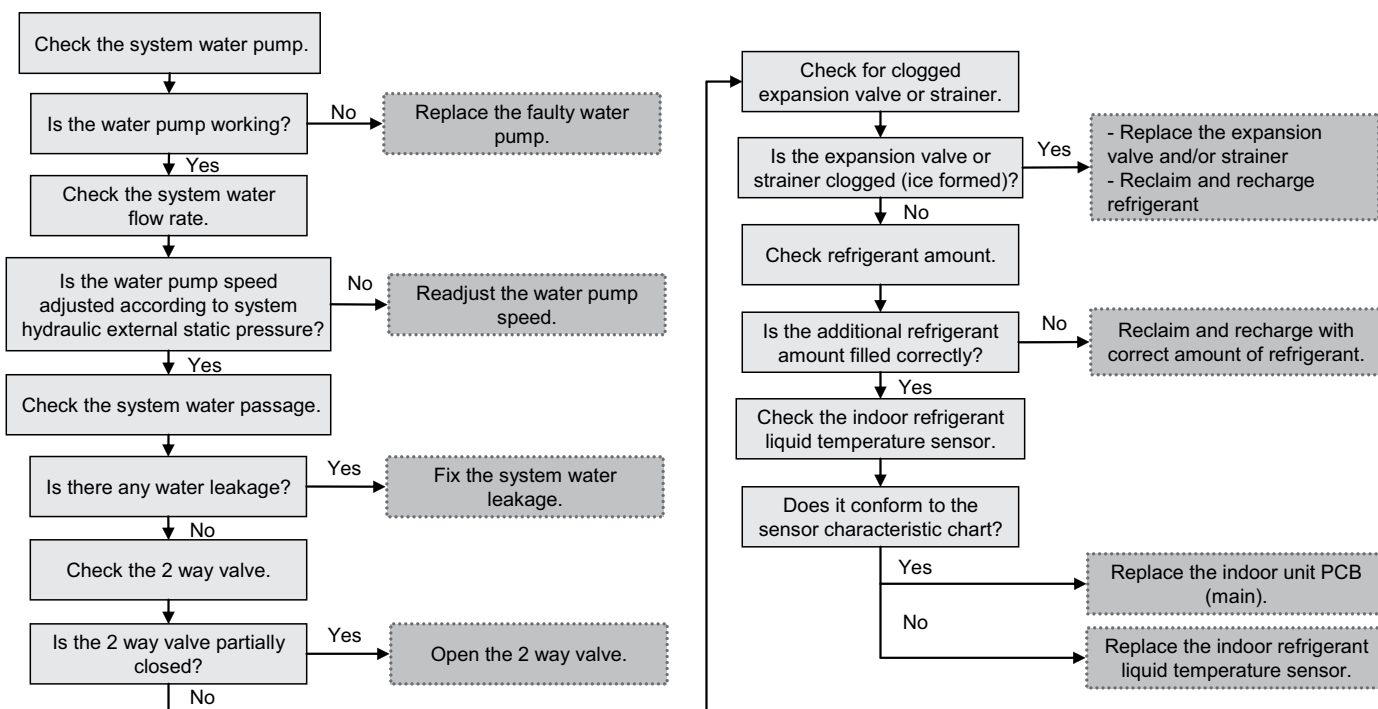 Check the system water pump.
Is the water pump working?
No
Replace the faulty water
pump.
Yes
Check the system water
flow rate.
Is the water pump speed
adjusted according to system
hydraulic external static pressure?
No
Readjust the water pump
speed.
Yes
Check the system water passage.
Is there any water leakage?
Yes
Fix the system water
leakage.
No
Check the 2 way valve.
Is the 2 way valve partially
closed?
Yes
Open the 2 way valve.
No
Check for clogged
expansion valve or strainer.
Is the expansion valve or
strainer clogged (ice formed)?
Yes
- Replace the expansion
valve and/or strainer
- Reclaim and recharge
refrigerant
No
Check refrigerant amount.
Is the additional refrigerant
amount filled correctly?
No
Reclaim and recharge with
correct amount of refrigerant.
Yes
Check the indoor refrigerant
liquid temperature sensor.
Does it conform to the
sensor characteristic chart?
Yes
Replace the indoor unit PCB
(main).
No
Replace the indoor refrigerant
liquid temperature sensor.